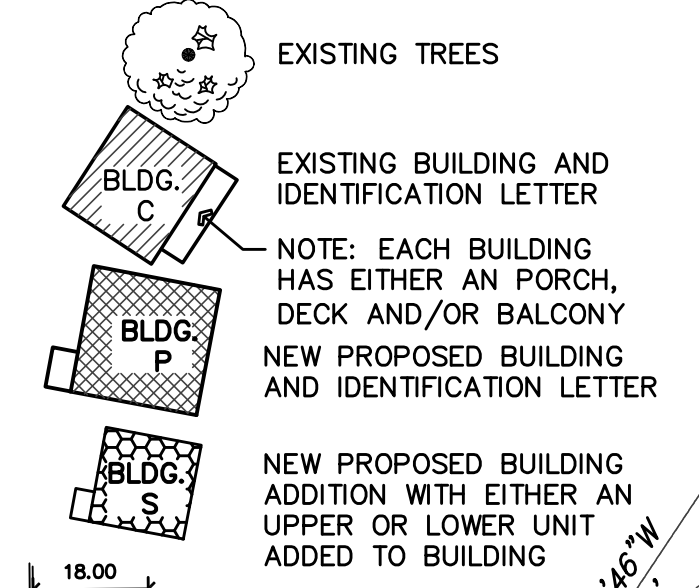 EXISTING TREES
BLDG.
C
EXISTING BUILDING AND
IDENTIFICATION LETTER
NOTE: EACH BUILDING
HAS EITHER AN PORCH,
DECK AND/OR BALCONY
BLDG.
P
NEW PROPOSED BUILDING
AND IDENTIFICATION LETTER
BLDG.
S
NEW PROPOSED BUILDING
ADDITION WITH EITHER AN
UPPER OR LOWER UNIT
ADDED TO BUILDING
18.00
'46"W